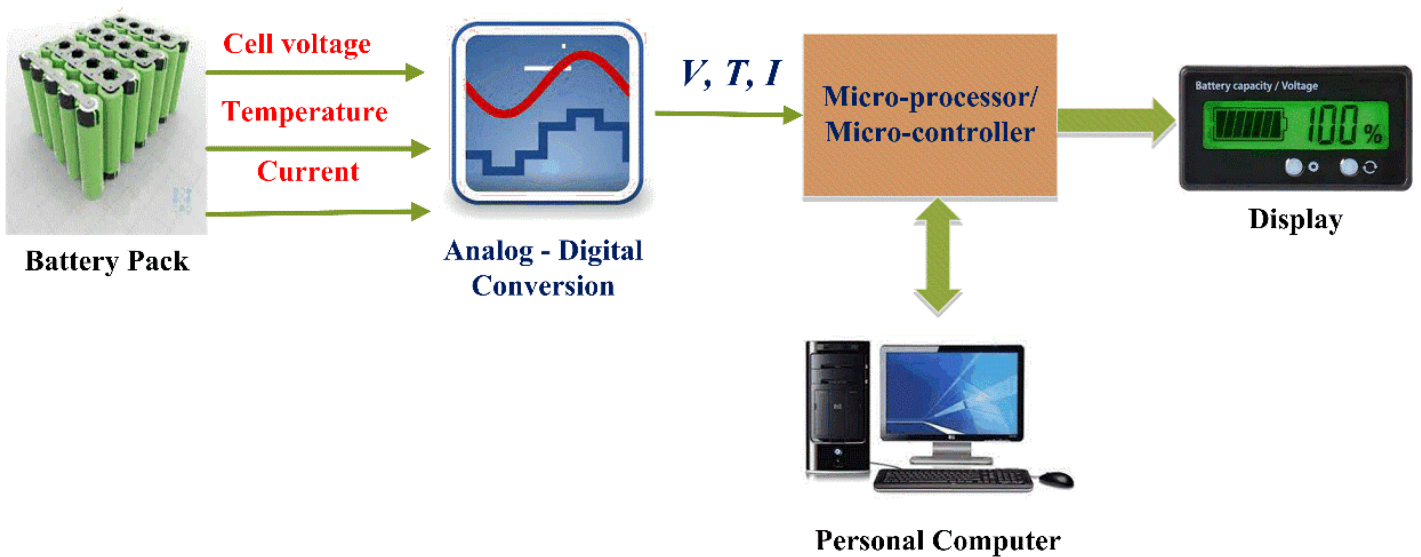 Cell voltage
Temperature
Current
Battery Pack
Analog - Digital
Conversion
V, T, I
Micro-processor/
Micro-controller
Battery capacity / Voltage
100%
Display
Personal Computer